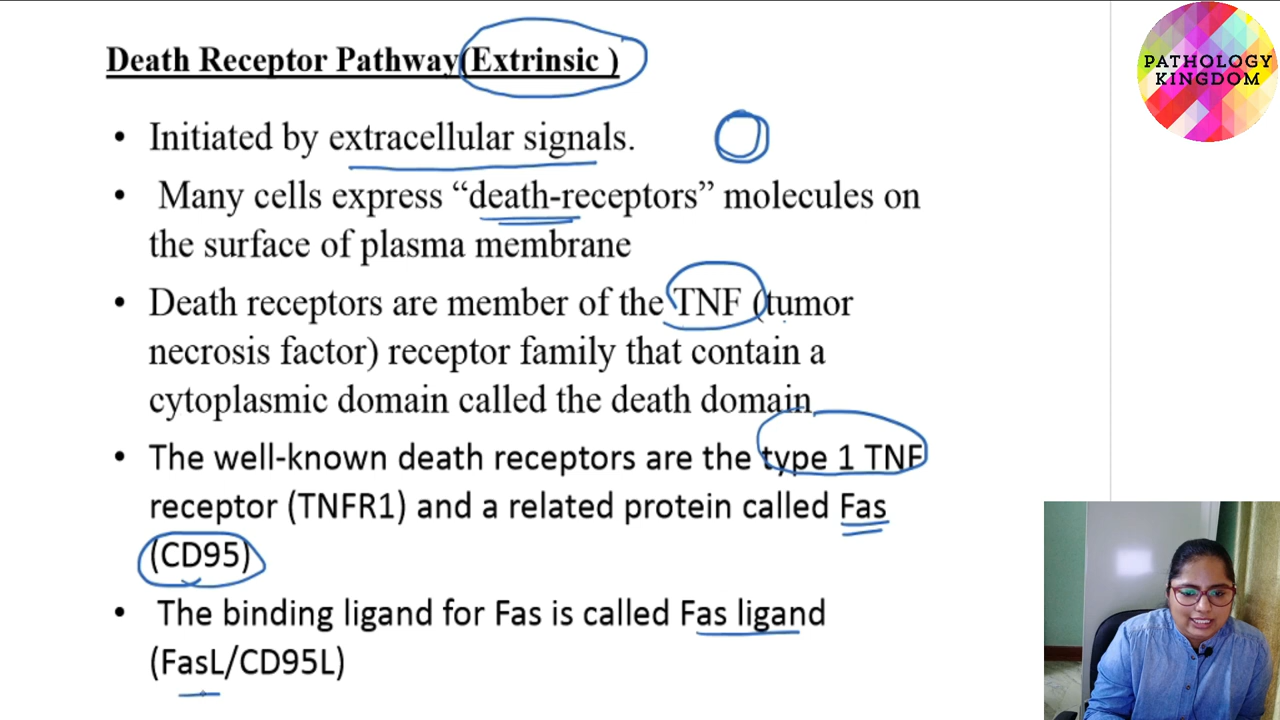 Death Receptor Pathway(Extrinsic )
PATHOLOGY
KINGDOM
• Initiated by extracellular signals.
• Many cells express “death-receptors” molecules on
the surface of plasma membrane
• Death receptors are member of the TNF (tumor
necrosis factor) receptor family that contain a
cytoplasmic domain called the death domain
• The well-known death receptors are the type 1 TNF
receptor (TNFR1) and a related protein called Fas
(CD95)
• The binding ligand for Fas is called Fas ligand
(FasL/CD95L)